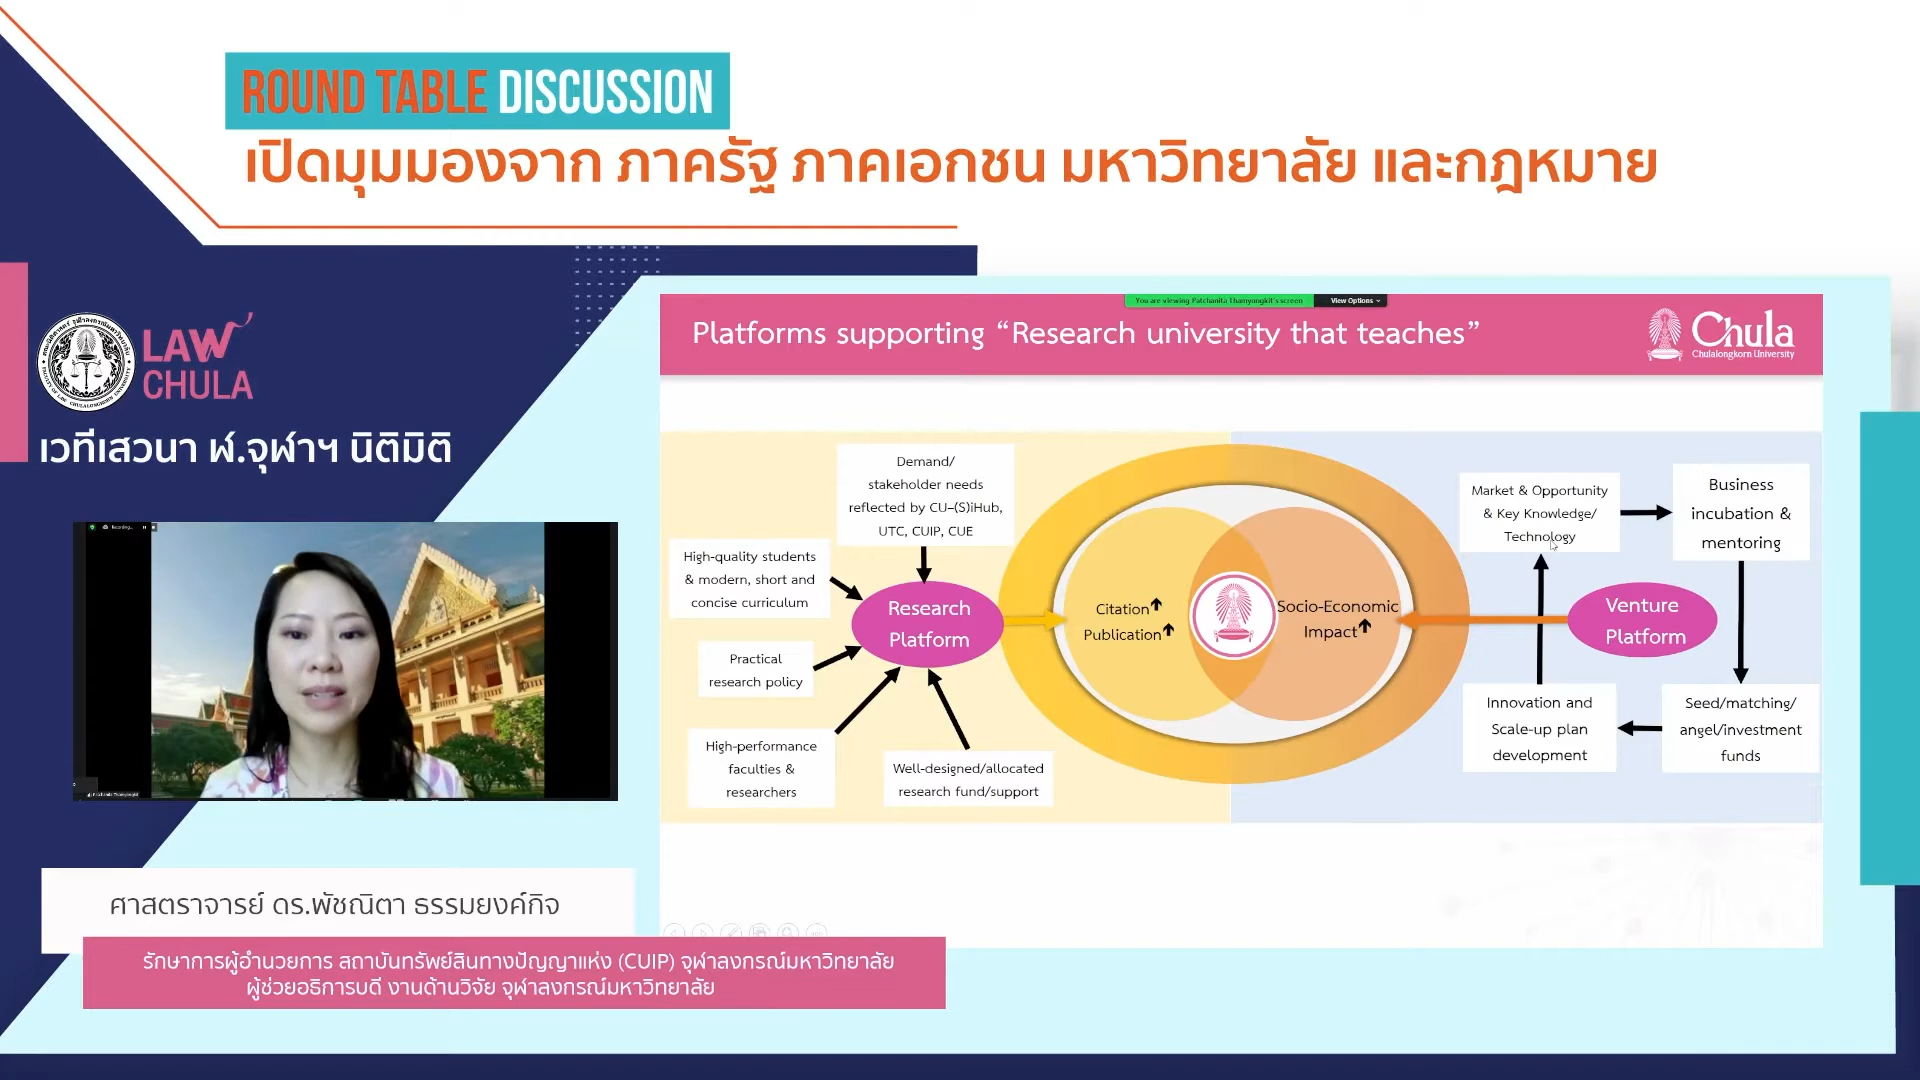 ROUND TABLE DISCUSSION
เปิดมุมมองจาก ภาครัฐ ภาคเอกชน มหาวิทยาลัย และกฎหมาย
LAW
CHULA
เวทีเสวนา ฬ.จุฬาฯ นิติมิติ
You are viewing Patchanita Thamyongkit's screen
View Options
Platforms supporting “Research university that teaches”
Chula
Chulalongkorn University
Demand/
stakeholder needs
reflected by CU-(S)iHub,
UTC, CUIP, CUE
High-quality students
& modern, short and
concise curriculum
Practical
research policy
High-performance
faculties &
researchers
Well-designed/allocated
research fund/support
Research
Platform
Citation
Publication
Socio-Economic
Impact
Market & Opportunity
& Key Knowledge/
Technology
Business
incubation &
mentoring
Venture
Platform
Innovation and
Scale-up plan
development
Seed/matching/
angel/investment
funds
Recording...
Patchanita Thamyongkit
ศาสตราจารย์ ดร.พัชณิตา ธรรมยงค์กิจ
รักษาการผู้อำนวยการ สถาบันทรัพย์สินทางปัญญาแห่ง (CUIP) จุฬาลงกรณ์มหาวิทยาลัย
ผู้ช่วยอธิการบดี งานด้านวิจัย จุฬาลงกรณ์มหาวิทยาลัย